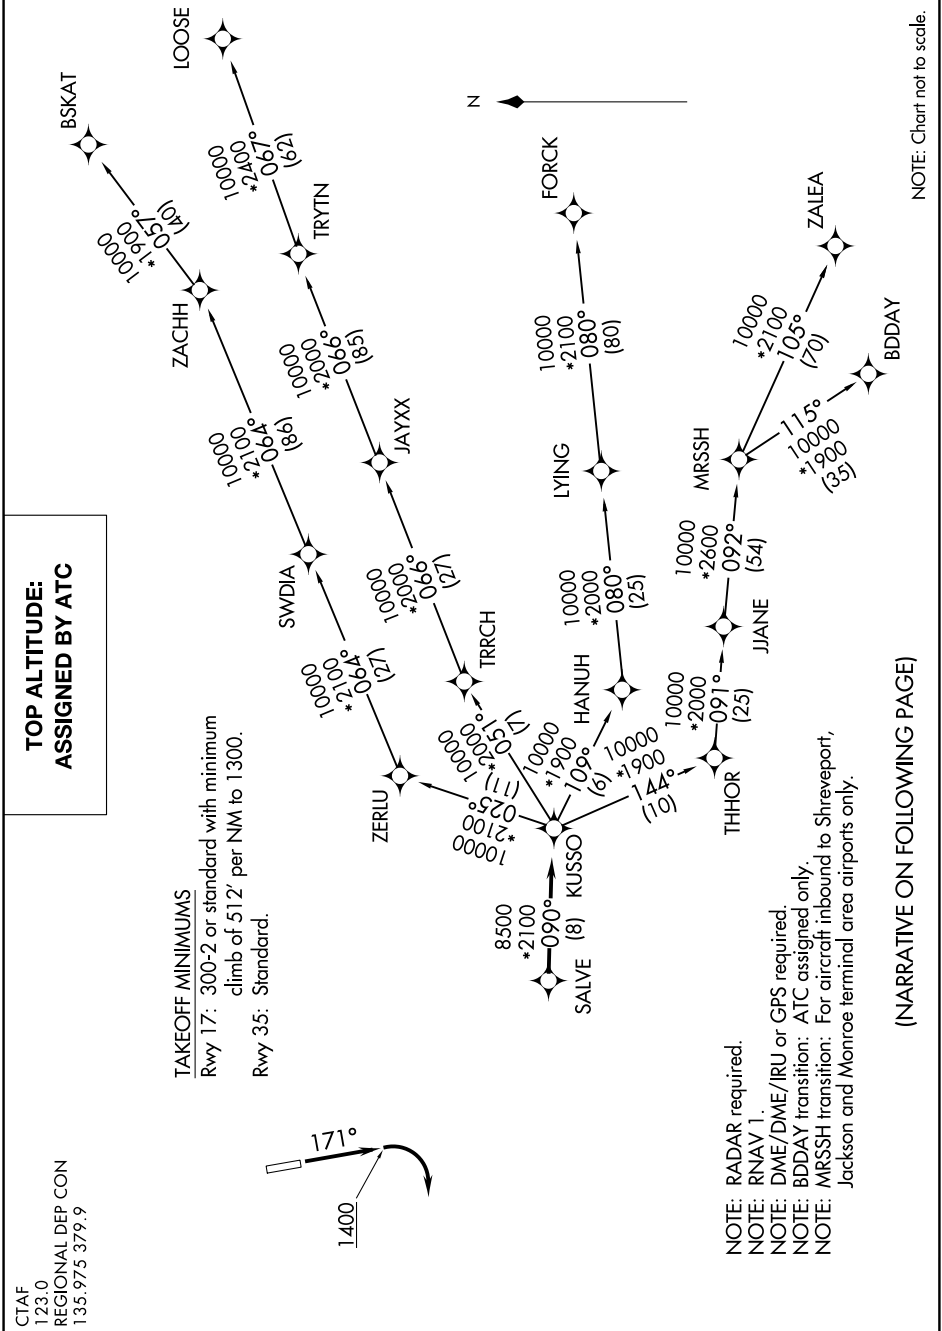 CTAF
123.0
REGIONAL DEP CON
135.975 379.9
TOP ALTITUDE:
ASSIGNED BY ATC
TAKEOFF MINIMUMS
Rwy 17: 300-2 or standard with minimum
climb of 512' per NM to 1300.
Rwy 35: Standard.
171°
1400
SALVE
8500
*2100
090°
(8)
KUSSO
10000
*2100
025°
(11)
ZERLU
10000
*2100
064°
(27)
SWDIA
10000
*2100
064°
(86)
ZACHH
10000
*1900
057°
(40)
BSKAT
10000
*2000
051°
(7)
TRRCH
10000
*2000
066°
(27)
JAYXX
10000
*2000
066°
(85)
TRYTN
10000
*2400
067°
(62)
LOOSE
10000
*1900
109°
(6)
HANUH
10000
*2000
080°
(25)
LYING
10000
*2100
080°
(80)
FORCK
10000
*1900
144°
(10)
THHOR
10000
*2000
091°
(25)
JJANE
10000
*2600
092°
(54)
MRSSH
10000
*2100
105°
(70)
ZALEA
115°
10000
*1900
(35)
BDDAY
N
NOTE: RADAR required.
NOTE: RNAV 1.
NOTE: DME/DME/IRU or GPS required.
NOTE: BDDAY transition: ATC assigned only.
NOTE: MRSSH transition: For aircraft inbound to Shreveport,
Jackson and Monroe terminal area airports only.
(NARRATIVE ON FOLLOWING PAGE)
NOTE: Chart not to scale.